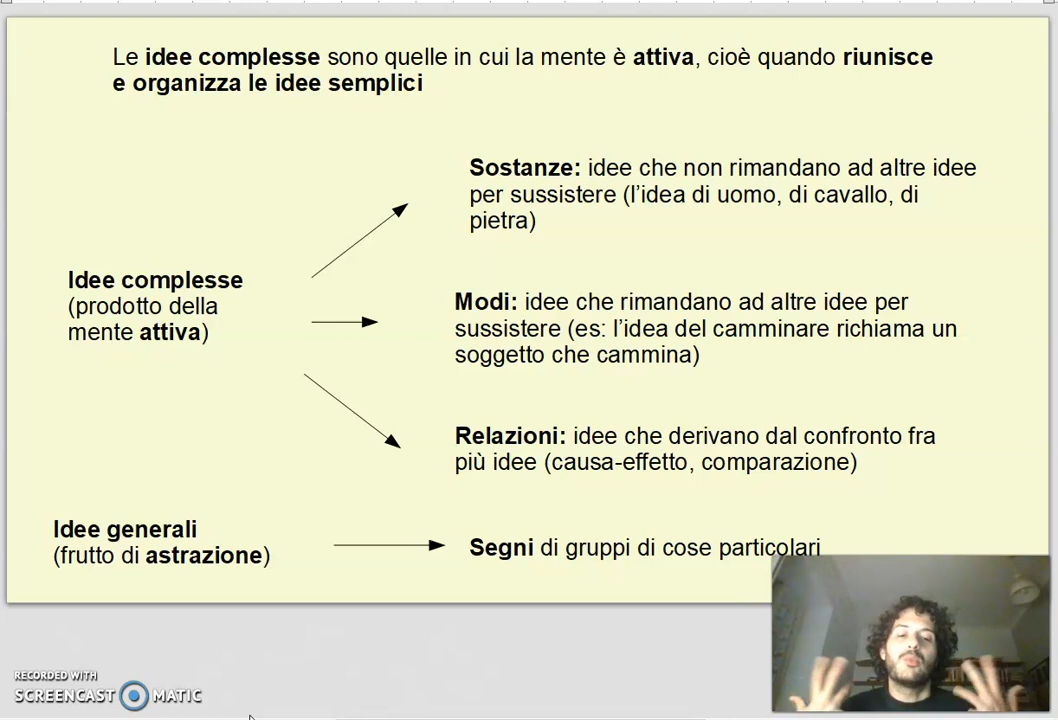 Le idee complesse sono quelle in cui la mente è attiva, cioè quando riunisce
e organizza le idee semplici
Sostanze: idee che non rimandano ad altre idee
per sussistere (l'idea di uomo, di cavallo, di
pietra)
Idee complesse
(prodotto della
mente attiva)
Modi: idee che rimandano ad altre idee per
sussistere (es: l'idea del camminare richiama un
soggetto che cammina)
Relazioni: idee che derivano dal confronto fra
più idee (causa-effetto, comparazione)
Idee generali
(frutto di astrazione)
Segni di gruppi di cose particolari
RECORDED WITH
SCREENCAST MATIC